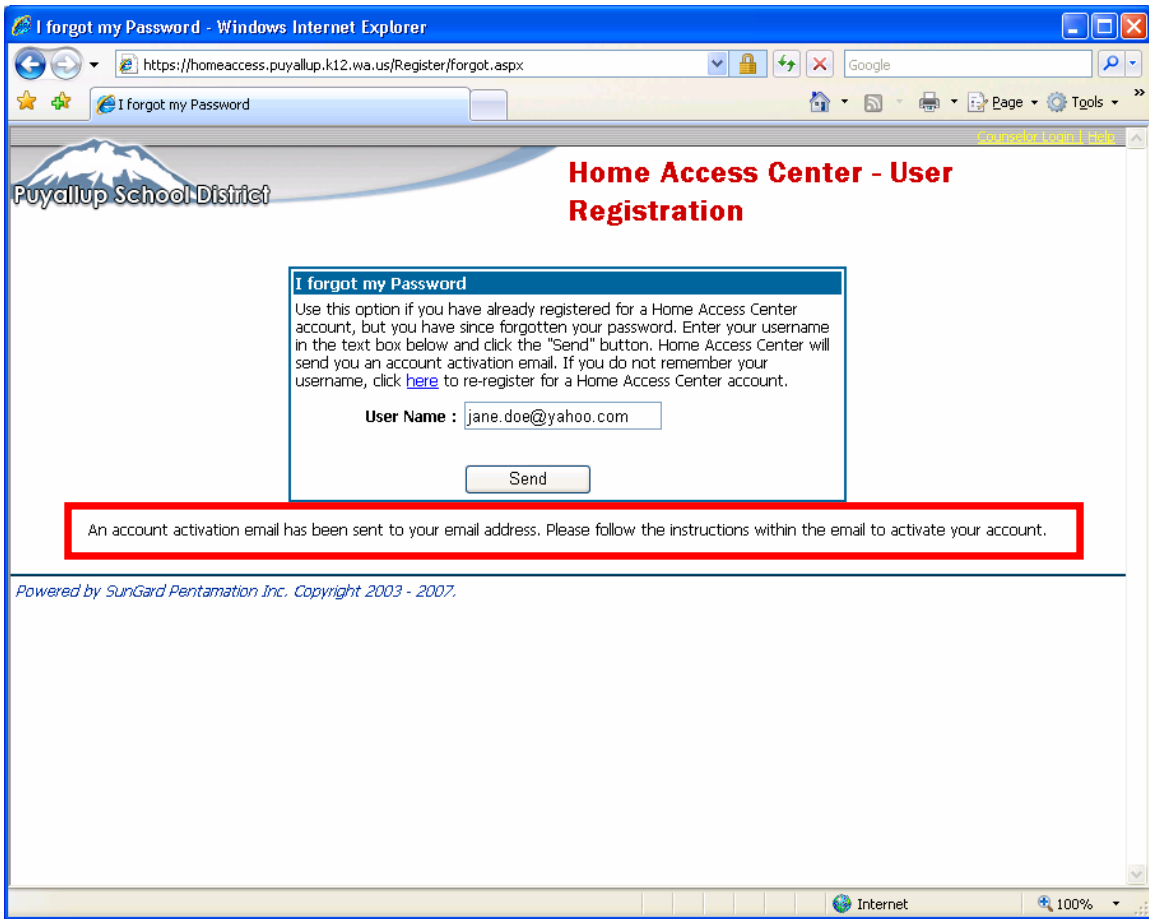 I forgot my Password - Windows Internet Explorer
https://homeaccess.puyallup.k12.wa.us/Register/forgot.aspx
Google
I forgot my Password
Page
Tools
»
Counselor Login | Help
Puyallup School District
Home Access Center - User
Registration
I forgot my Password
Use this option if you have already registered for a Home Access Center
account, but you have since forgotten your password. Enter your username
in the text box below and click the "Send" button. Home Access Center will
send you an account activation email. If you do not remember your
username, click here to re-register for a Home Access Center account.
User Name : jane.doe@yahoo.com
Send
An account activation email has been sent to your email address. Please follow the instructions within the email to activate your account.
Powered by SunGard Pentamation Inc. Copyright 2003 - 2007.
Internet
100%